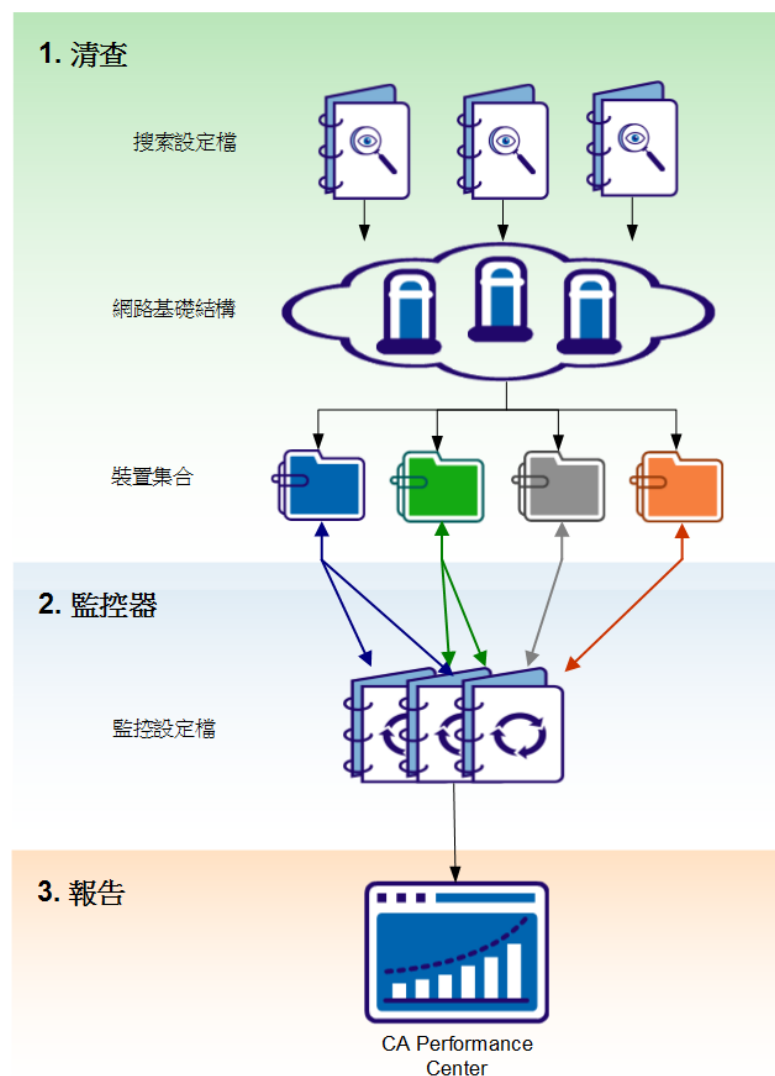 1. 清查
搜索設定檔
網路基礎結構
裝置集合
2. 監控器
監控設定檔
3. 報告
CA Performance
Center